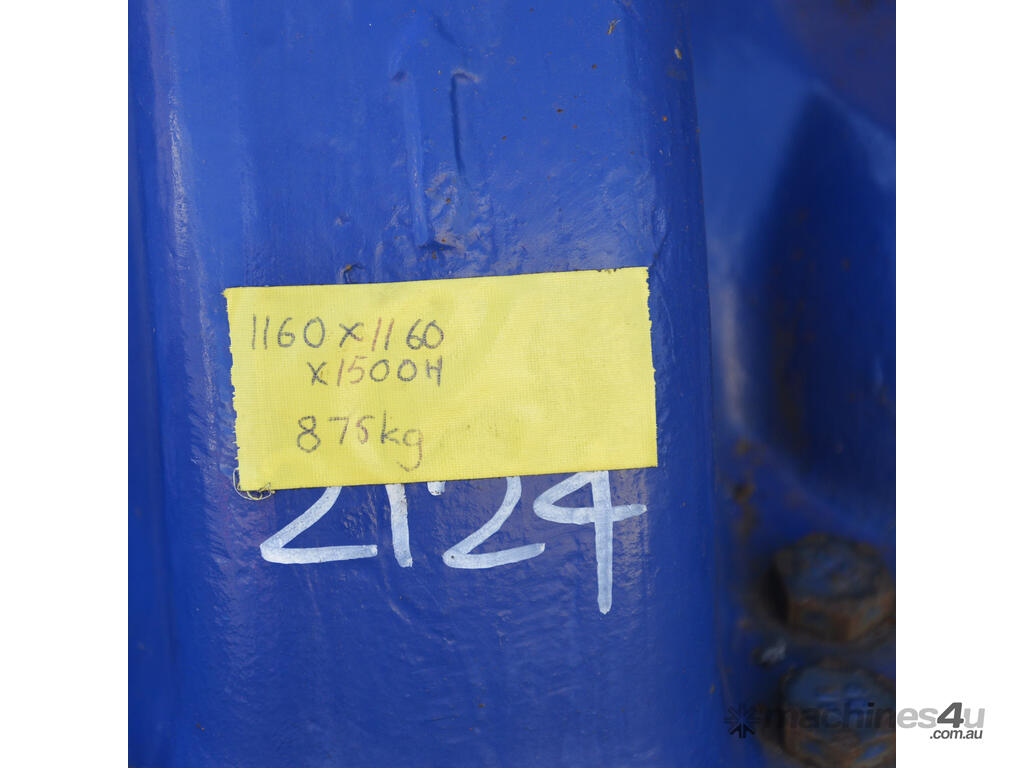 1160 x 1160
x 1500H
875kg
2124
machines4u
.com.au